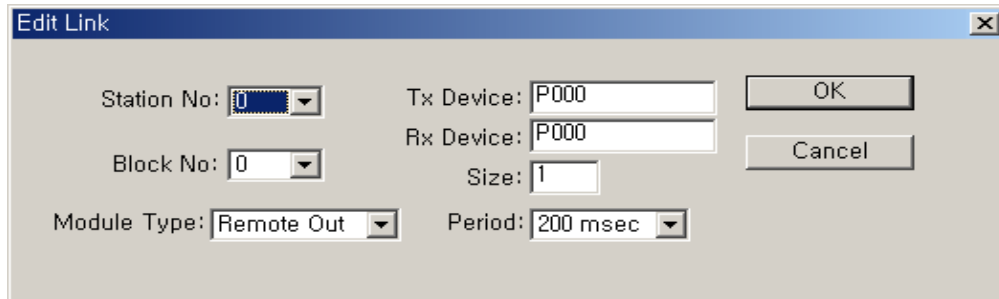 Edit Link
Station No: 0
Block No: 0
Module Type: Remote Out
Tx Device: P000
Rx Device: P000
Size: 1
Period: 200 msec
OK
Cancel